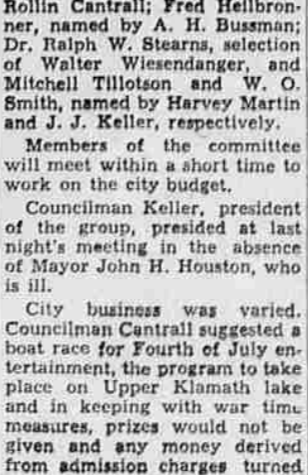 Rollin Cantrall; Fred Heilbron-
ner, named by A. H. Bussman;
Dr. Ralph W. Stearns, selection
of Walter Wiesendanger, and
Mitchell Tillotson and W. O.
Smith, named by Harvey Martin
and J. J. Keller, respectively.
Members of the committee
will meet within a short time to
work on the city budget.
Councilman Keller, president
of the group, presided at last
night's meeting in the absence
of Mayor John H. Houston, who
is ill.
City business was varied.
Councilman Cantrall suggested a
boat race for Fourth of July en-
tertainment, the program to take
place on Upper Klamath lake
and in keeping with war time
measures, prizes would not be
given and any money derived
from admission charges turned